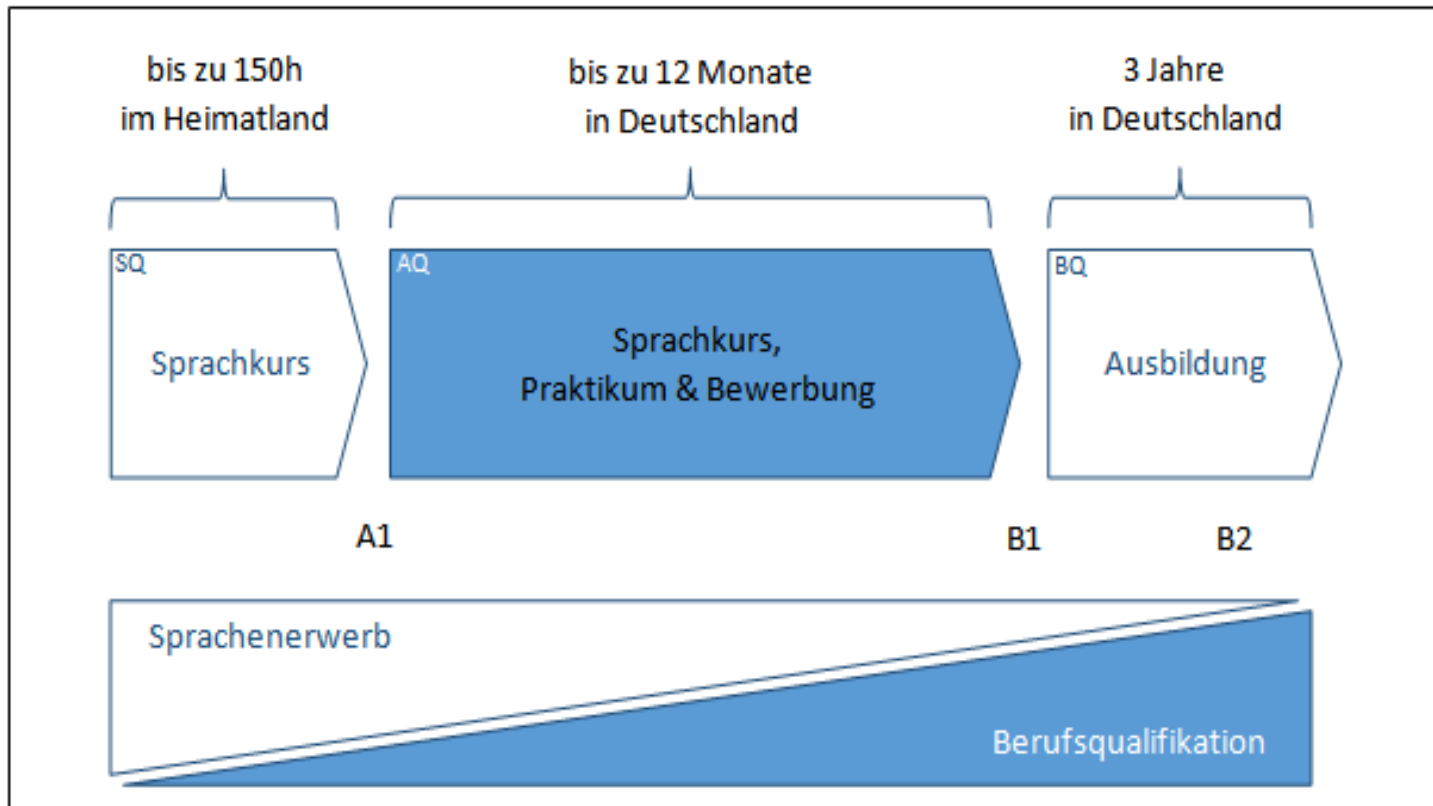 bis zu 150h
im Heimatland
bis zu 12 Monate
in Deutschland
3 Jahre
in Deutschland
SQ
Sprachkurs
AQ
Sprachkurs,
Praktikum & Bewerbung
BQ
Ausbildung
A1
B1
B2
Sprachenerwerb
Berufsqualifikation